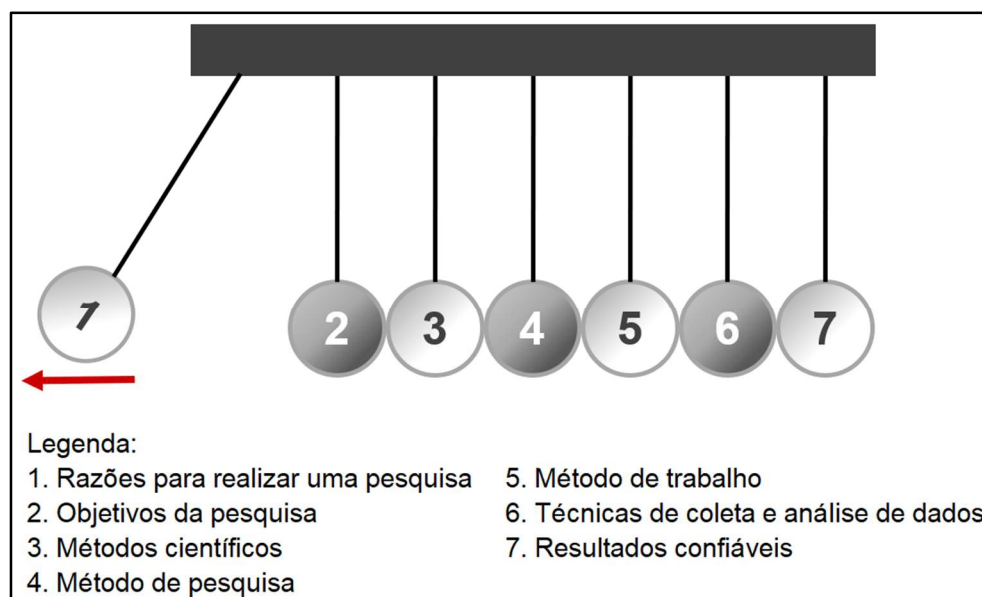 1
2
3
4
5
6
7
Legenda:
1. Razões para realizar uma pesquisa
2. Objetivos da pesquisa
3. Métodos científicos
4. Método de pesquisa
5. Método de trabalho
6. Técnicas de coleta e análise de dados
7. Resultados confiáveis